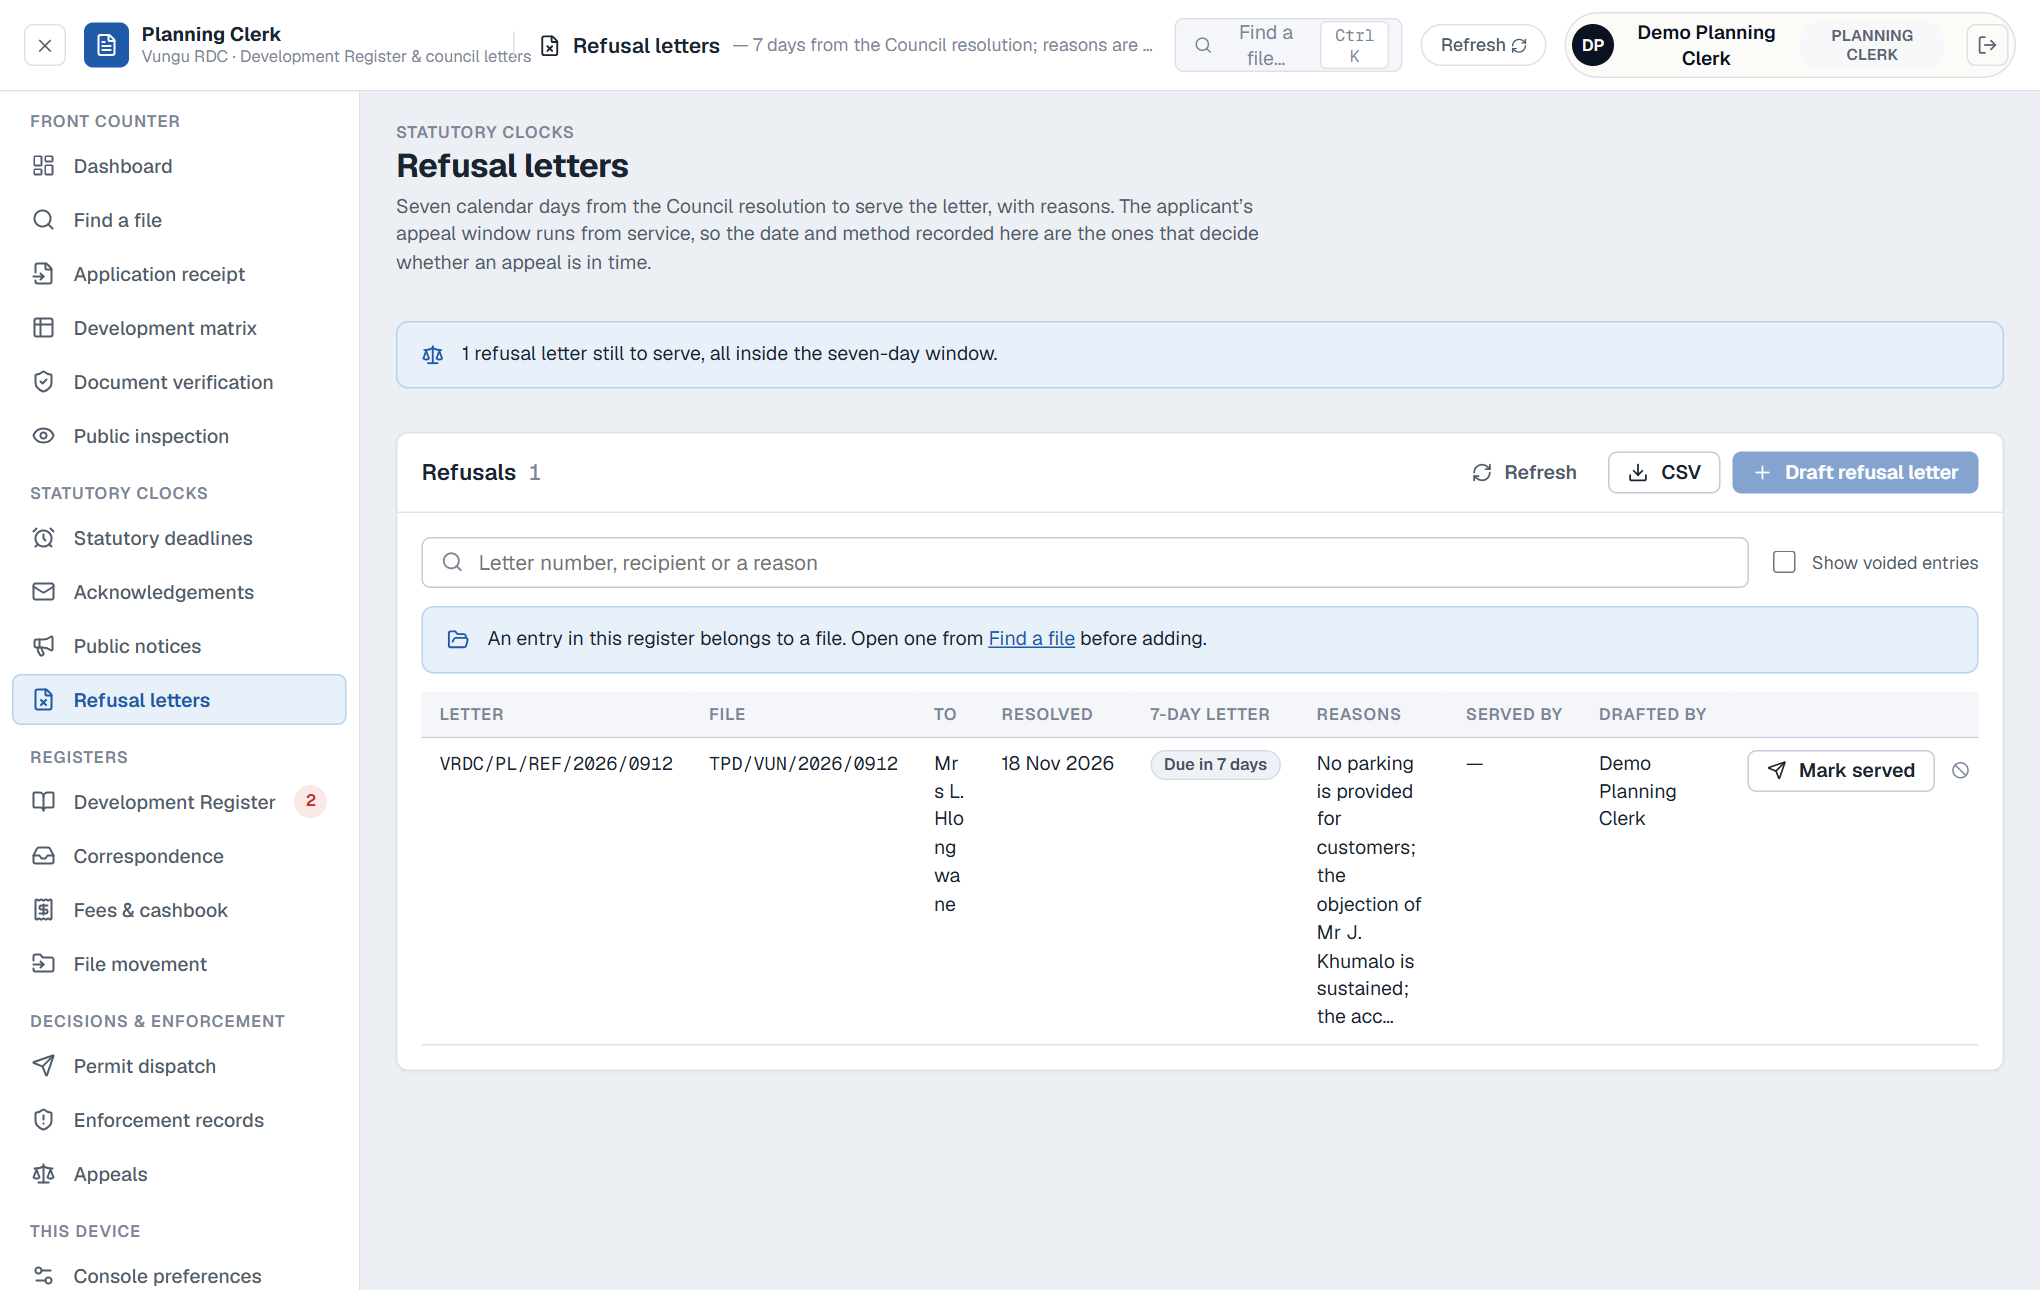 Planning Clerk
Vungu RDC · Development Register & council letters
Refusal letters — 7 days from the Council resolution; reasons are ...
Find a file...
Ctrl K
Refresh
DP
Demo Planning Clerk
PLANNING CLERK
FRONT COUNTER
Dashboard
Find a file
Application receipt
Development matrix
Document verification
Public inspection
STATUTORY CLOCKS
Statutory deadlines
Acknowledgements
Public notices
Refusal letters
REGISTERS
Development Register 2
Correspondence
Fees & cashbook
File movement
DECISIONS & ENFORCEMENT
Permit dispatch
Enforcement records
Appeals
THIS DEVICE
Console preferences
STATUTORY CLOCKS
Refusal letters
Seven calendar days from the Council resolution to serve the letter, with reasons. The applicant’s
appeal window runs from service, so the date and method recorded here are the ones that decide
whether an appeal is in time.
1 refusal letter still to serve, all inside the seven-day window.
Refusals 1
Refresh
CSV
Draft refusal letter
Letter number, recipient or a reason
Show voided entries
An entry in this register belongs to a file. Open one from Find a file before adding.
LETTER FILE TO RESOLVED 7-DAY LETTER REASONS SERVED BY DRAFTED BY
VRDC/PL/REF/2026/0912
TPD/VUN/2026/0912
Mr
s L.
Hlo
ng
wa
ne
18 Nov 2026
Due in 7 days
No parking
is provided
for
customers;
the
objection of
Mr J.
Khumalo is
sustained;
the acc...
—
Demo
Planning
Clerk
Mark served